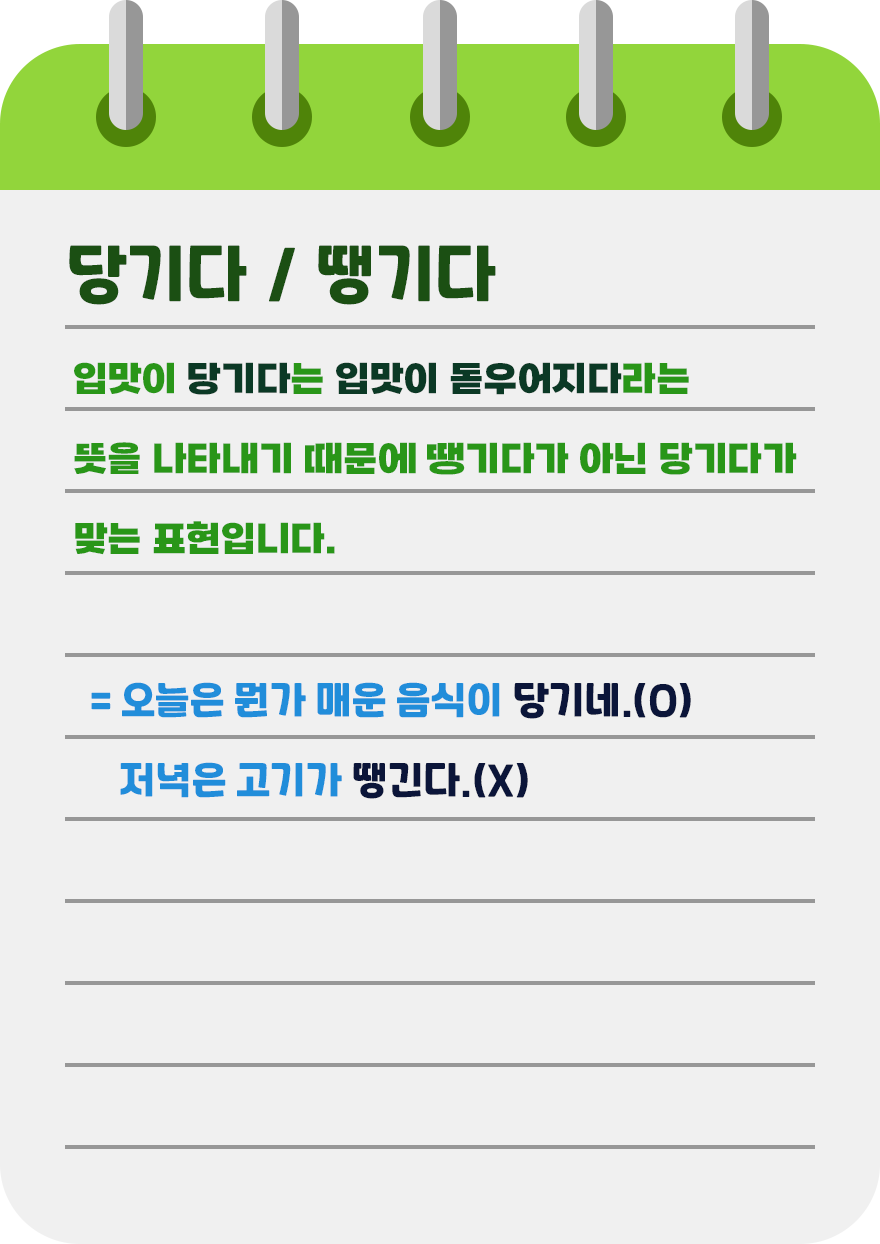 당기다 / 땡기다
입맛이 당기다는 입맛이 돋우어지다라는
뜻을 나타내기 때문에 땡기다가 아닌 당기다가
맞는 표현입니다.
= 오늘은 뭔가 매운 음식이 당기네.(O)
저녁은 고기가 땡긴다.(X)